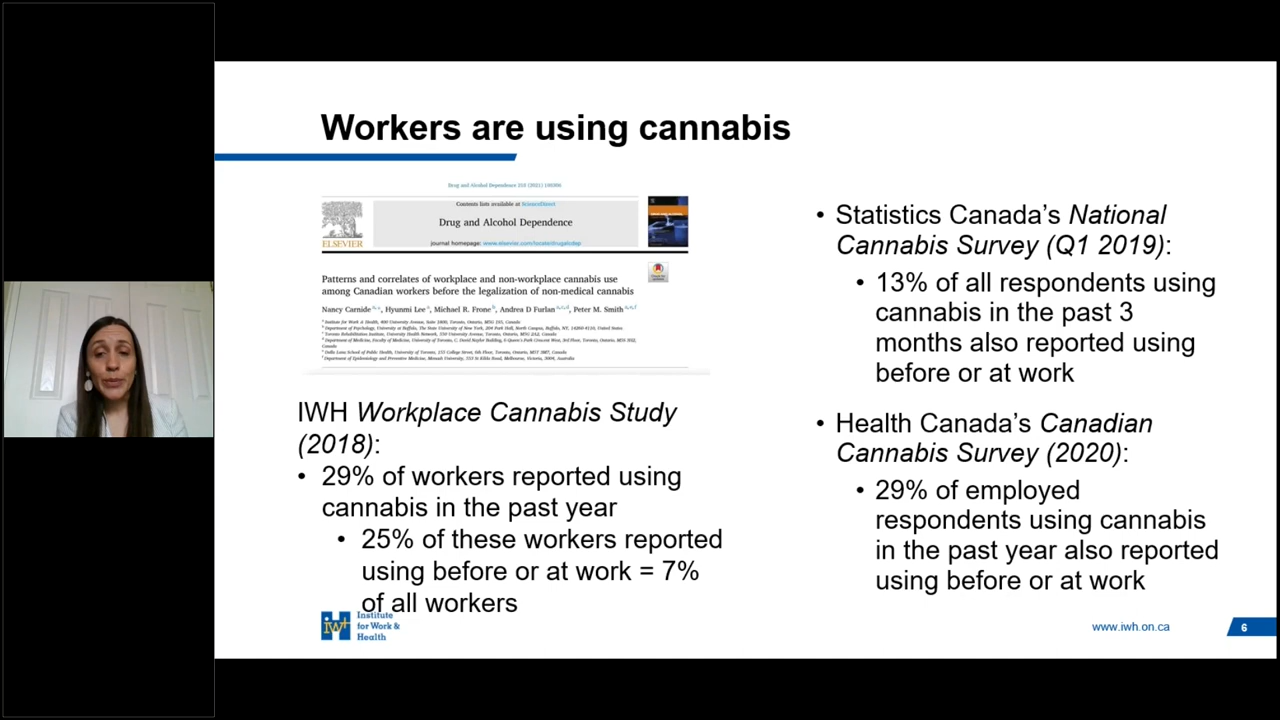 Workers are using cannabis
Drug and Alcohol Dependence 218 (2021)
Contents lists available at ScienceDirect
Drug and Alcohol Dependence
journal homepage: www.elsevier.com/locate/drugalcdep
ELSEVIER
Patterns and correlates of workplace and non-workplace cannabis use
among Canadian workers before the legalization of non-medical cannabis
Nancy Carnide, Hyunmi Lee, Michael R. Frone, Andrea D Furlan, Peter M. Smith
IWH Workplace Cannabis Study
(2018):
• 29% of workers reported using
cannabis in the past year
• 25% of these workers reported
using before or at work = 7%
of all workers
• Statistics Canada's National
Cannabis Survey (Q1 2019):
• 13% of all respondents using
cannabis in the past 3
months also reported using
before or at work
• Health Canada's Canadian
Cannabis Survey (2020):
• 29% of employed
respondents using cannabis
in the past year also reported
using before or at work
iwh
Institute
for Work &
Health
www.iwh.on.ca
6